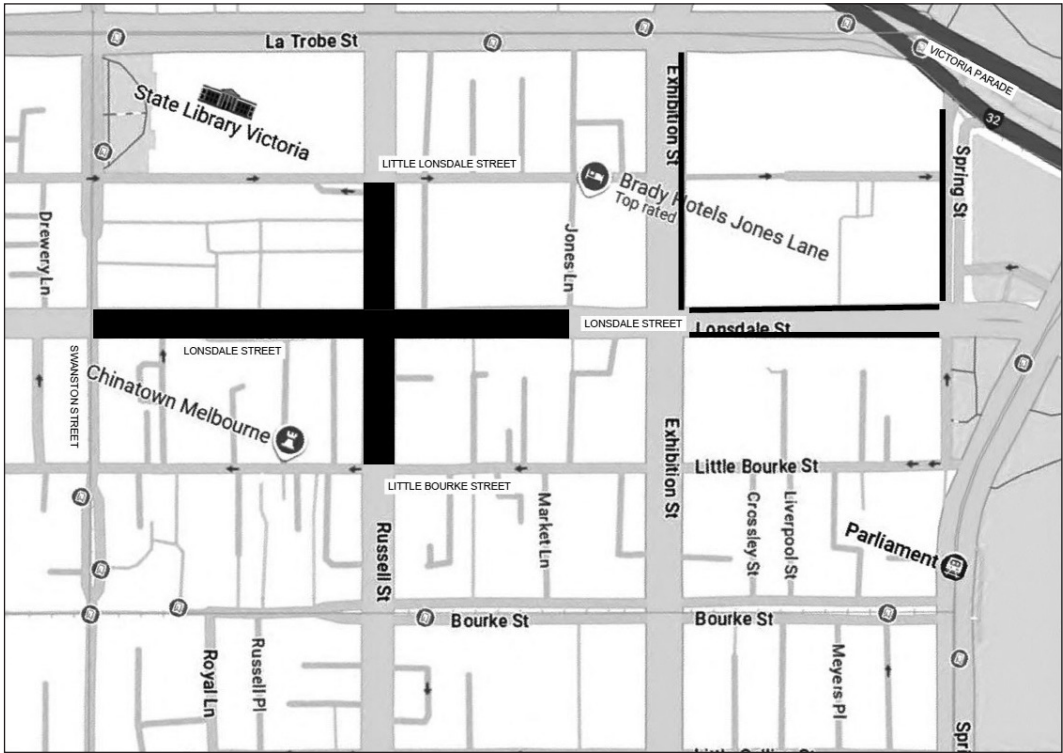 La Trobe St
VICTORIA PARADE
32
State Library Victoria
Exhibition St
LITTLE LONSDALE STREET
Spring St
Brady Hotels Jones Lane
Top rated
Drewery Ln
Jones Ln
LONSDALE STREET
Lonsdale St
LONSDALE STREET
SWANSTON STREET
Chinatown Melbourne
Exhibition St
Little Bourke St
LITTLE BOURKE STREET
Market Ln
Crossley St
Liverpool St
Russell St
Parliament
Bourke St
Bourke St
Royal Ln
Russell Pl
Meyers Pl
Spri